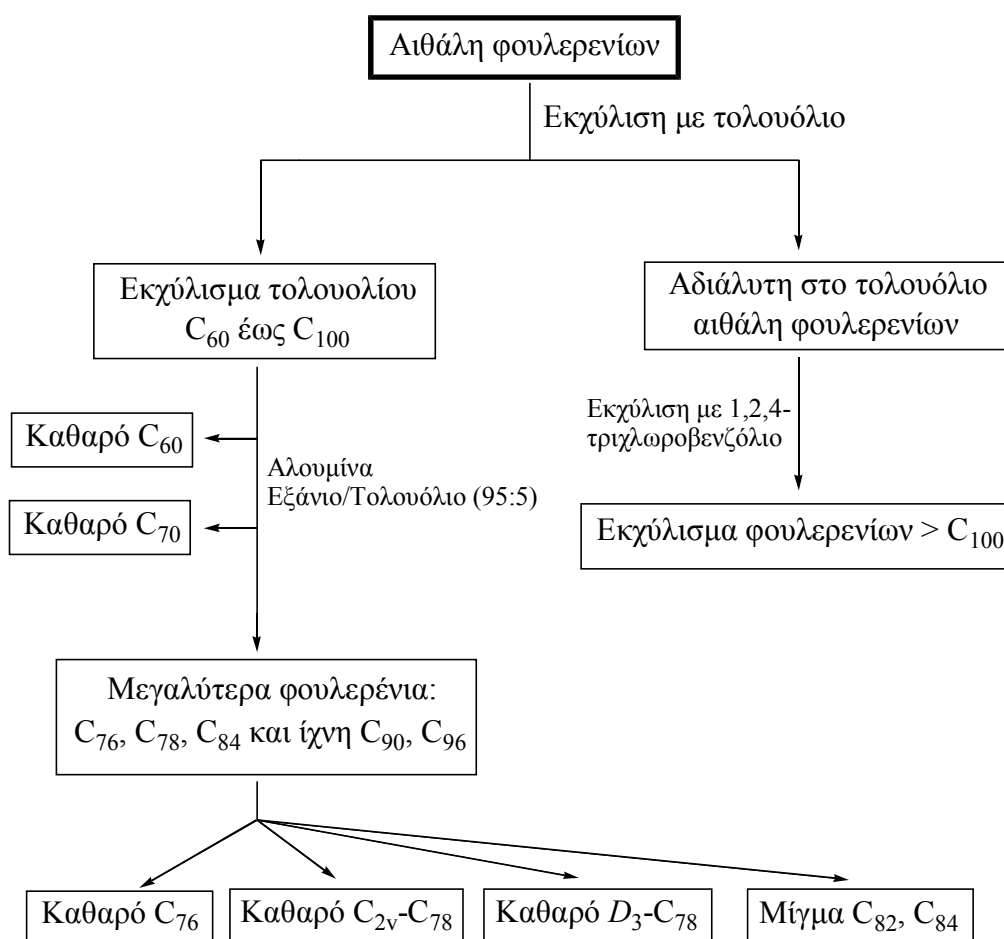 Αιθάλη φουλερενίων
Εκχύλιση με τολουόλιο
Εκχύλισμα τολουολίου
C60 έως C100
Αδιάλυτη στο τολουόλιο
αιθάλη φουλερενίων
Εκχύλιση με 1,2,4-
τριχλωροβενζόλιο
Καθαρό C60
Αλουμίνα
Εξάνιο/Τολουόλιο (95:5)
Καθαρό C70
Εκχύλισμα φουλερενίων > C100
Μεγαλύτερα φουλερένια:
C76, C78, C84 και ίχνη C90, C96
Καθαρό C76
Καθαρό C2v-C78
Καθαρό D3-C78
Μίγμα C82, C84